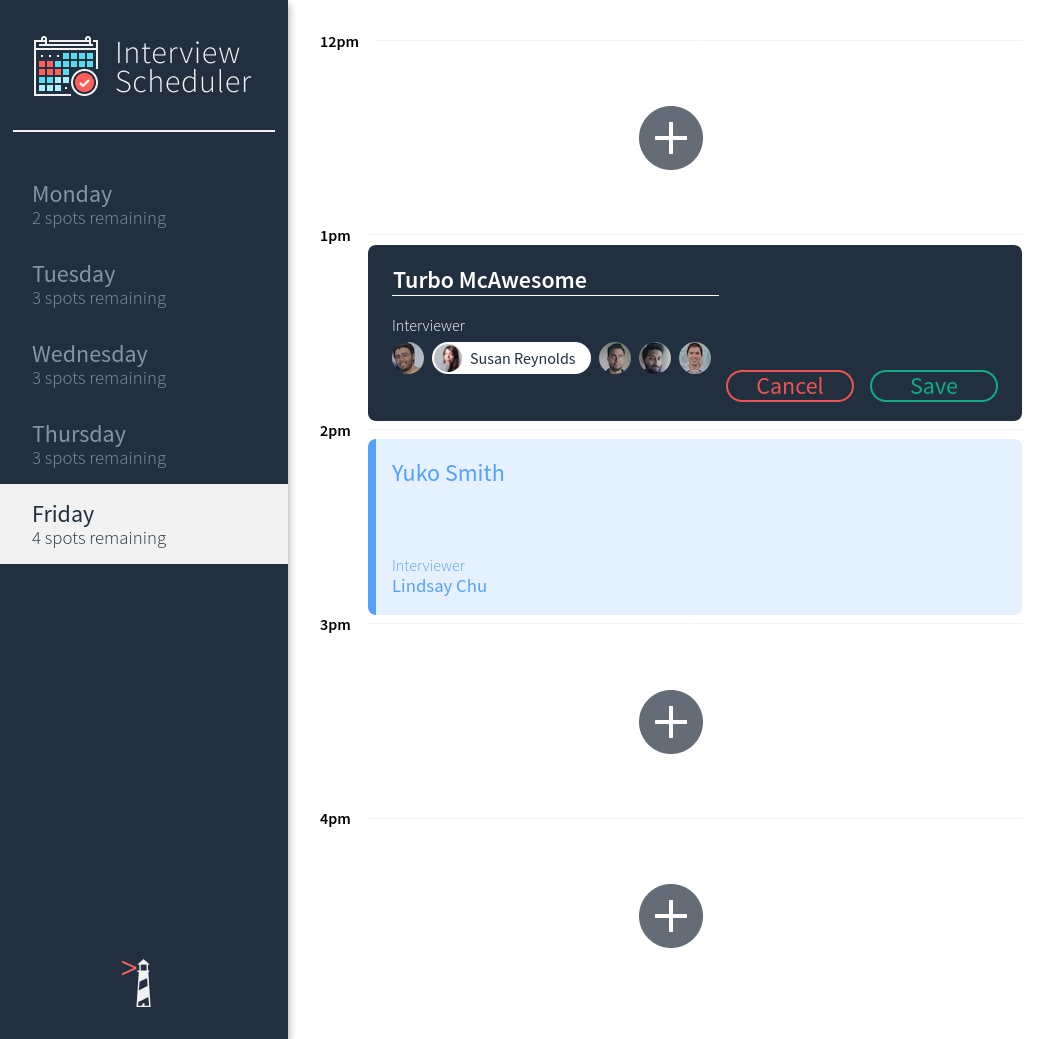 Interview
Scheduler
Monday
2 spots remaining
Tuesday
3 spots remaining
Wednesday
3 spots remaining
Thursday
3 spots remaining
Friday
4 spots remaining
12pm
1pm
Turbo McAwesome
Interviewer
Susan Reynolds
Cancel
Save
2pm
Yuko Smith
Interviewer
Lindsay Chu
3pm
4pm